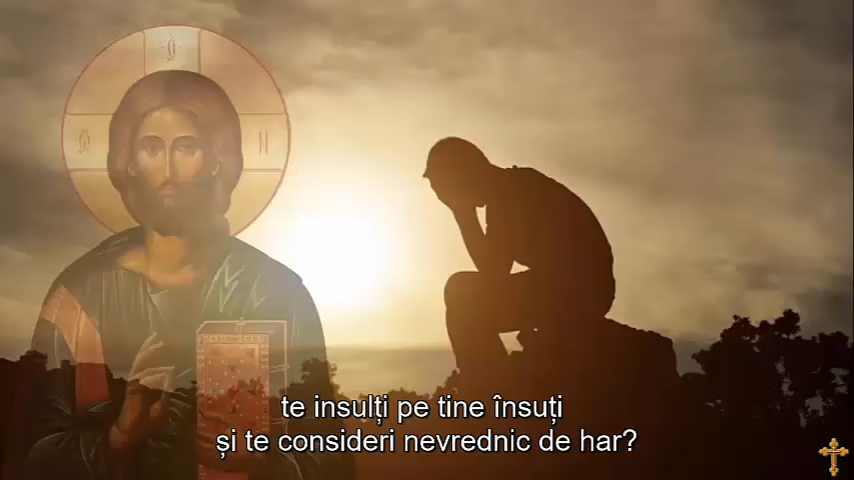 te insulți pe tine însuți
și te consideri nevrednic de har?